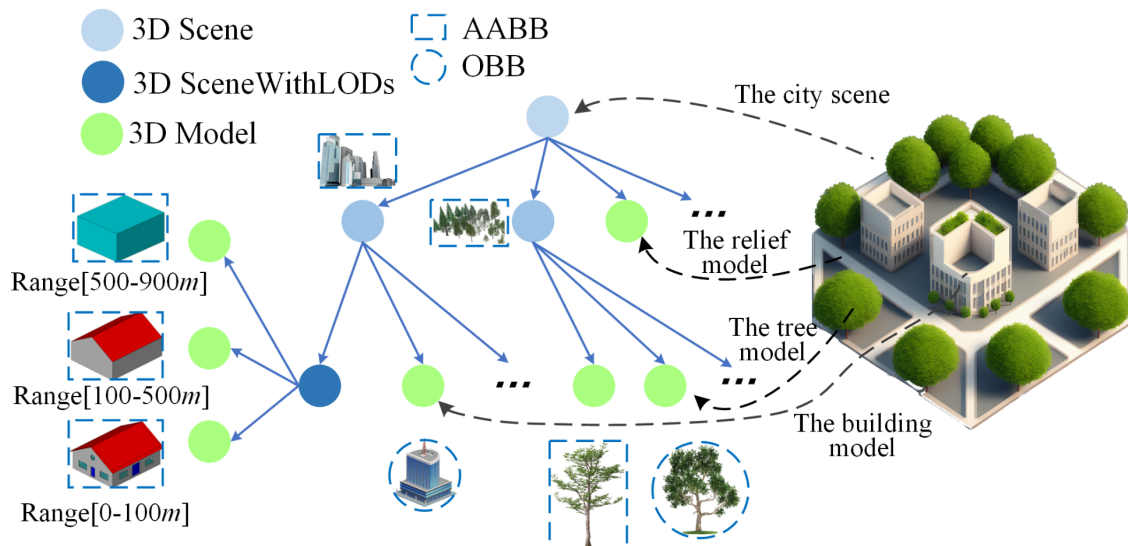 3D Scene
3D SceneWithLODs
3D Model
AABB
OBB
The city scene
...
The relief
model
Range[500-900m]
Range[100-500m]
Range[0-100m]
...
...
The tree
model
The building
model